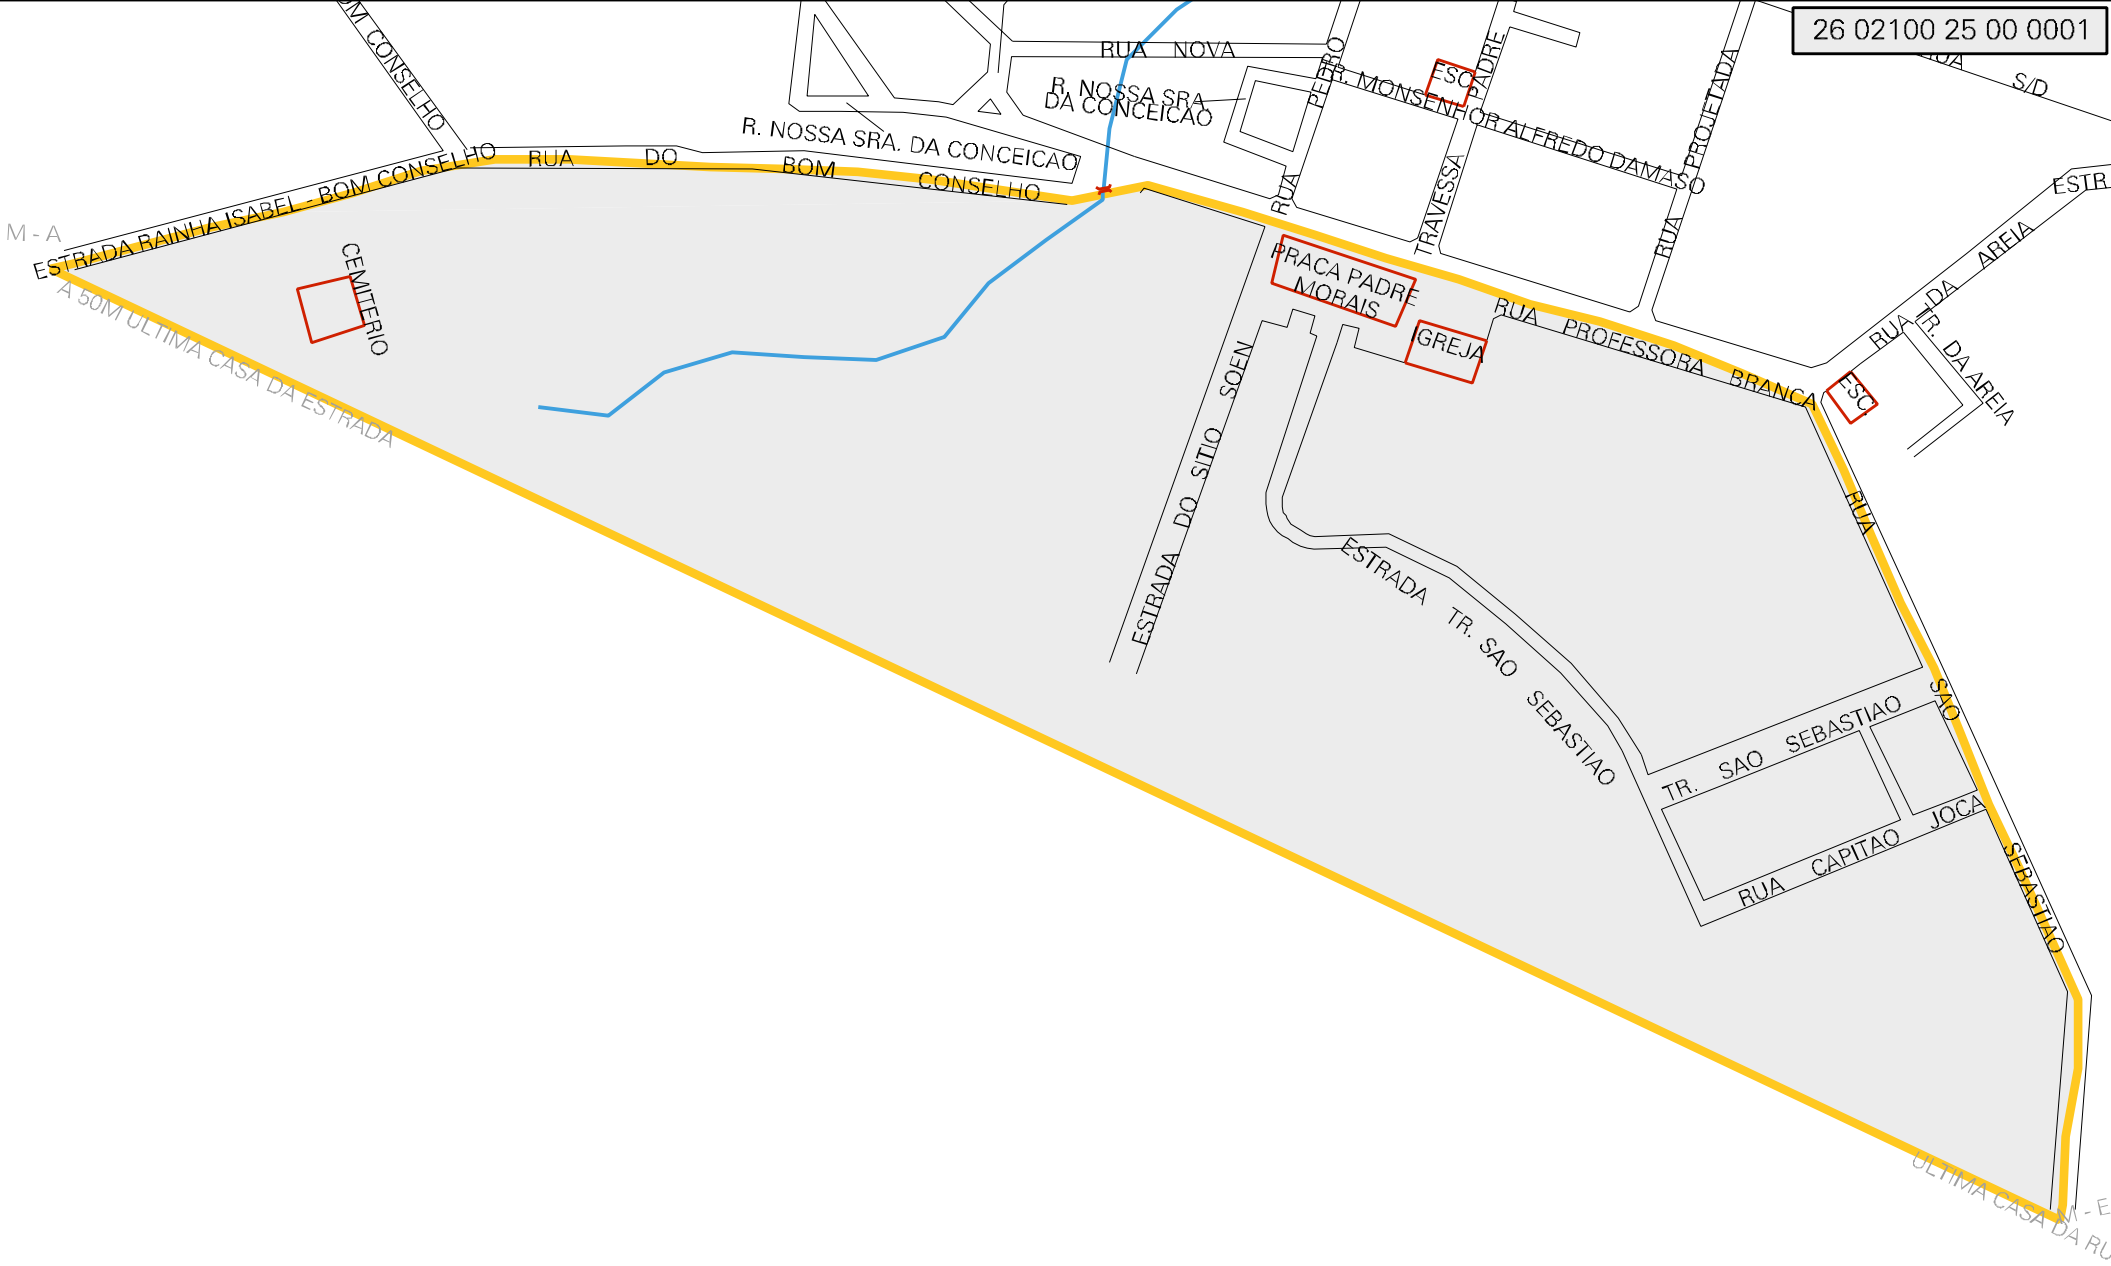 26 02100 25 00 0001
OM CONSELHO
RUA NOVA
R. NOSSA SRA.
DA CONCEICAO
R. NOSSA SRA. DA CONCEICAO
RUA PEDRO
ESC
TR. MONSENHOR ALFREDO DAMASO
TRAVESSA PADRE
RUA PROJETADA
RUA S/D
ESTR
RUA DA AREIA
TR. DA AREIA
ESC
M - A
ESTRADA RAINHA ISABEL - BOM CONSELHO
RUA DO BOM CONSELHO
CEMITERIO
A 50M ULTIMA CASA DA ESTRADA
PRACA PADRE
MORAIS
IGREJA
RUA PROFESSORA BRANCA
ESTRADA DO SITIO SOEN
ESTRADA TR. SAO SEBASTIAO
RUA SAO SEBASTIAO
TR. SAO SEBASTIAO
RUA CAPITAO JOCA
ULTIMA CASA DA RU
M - E